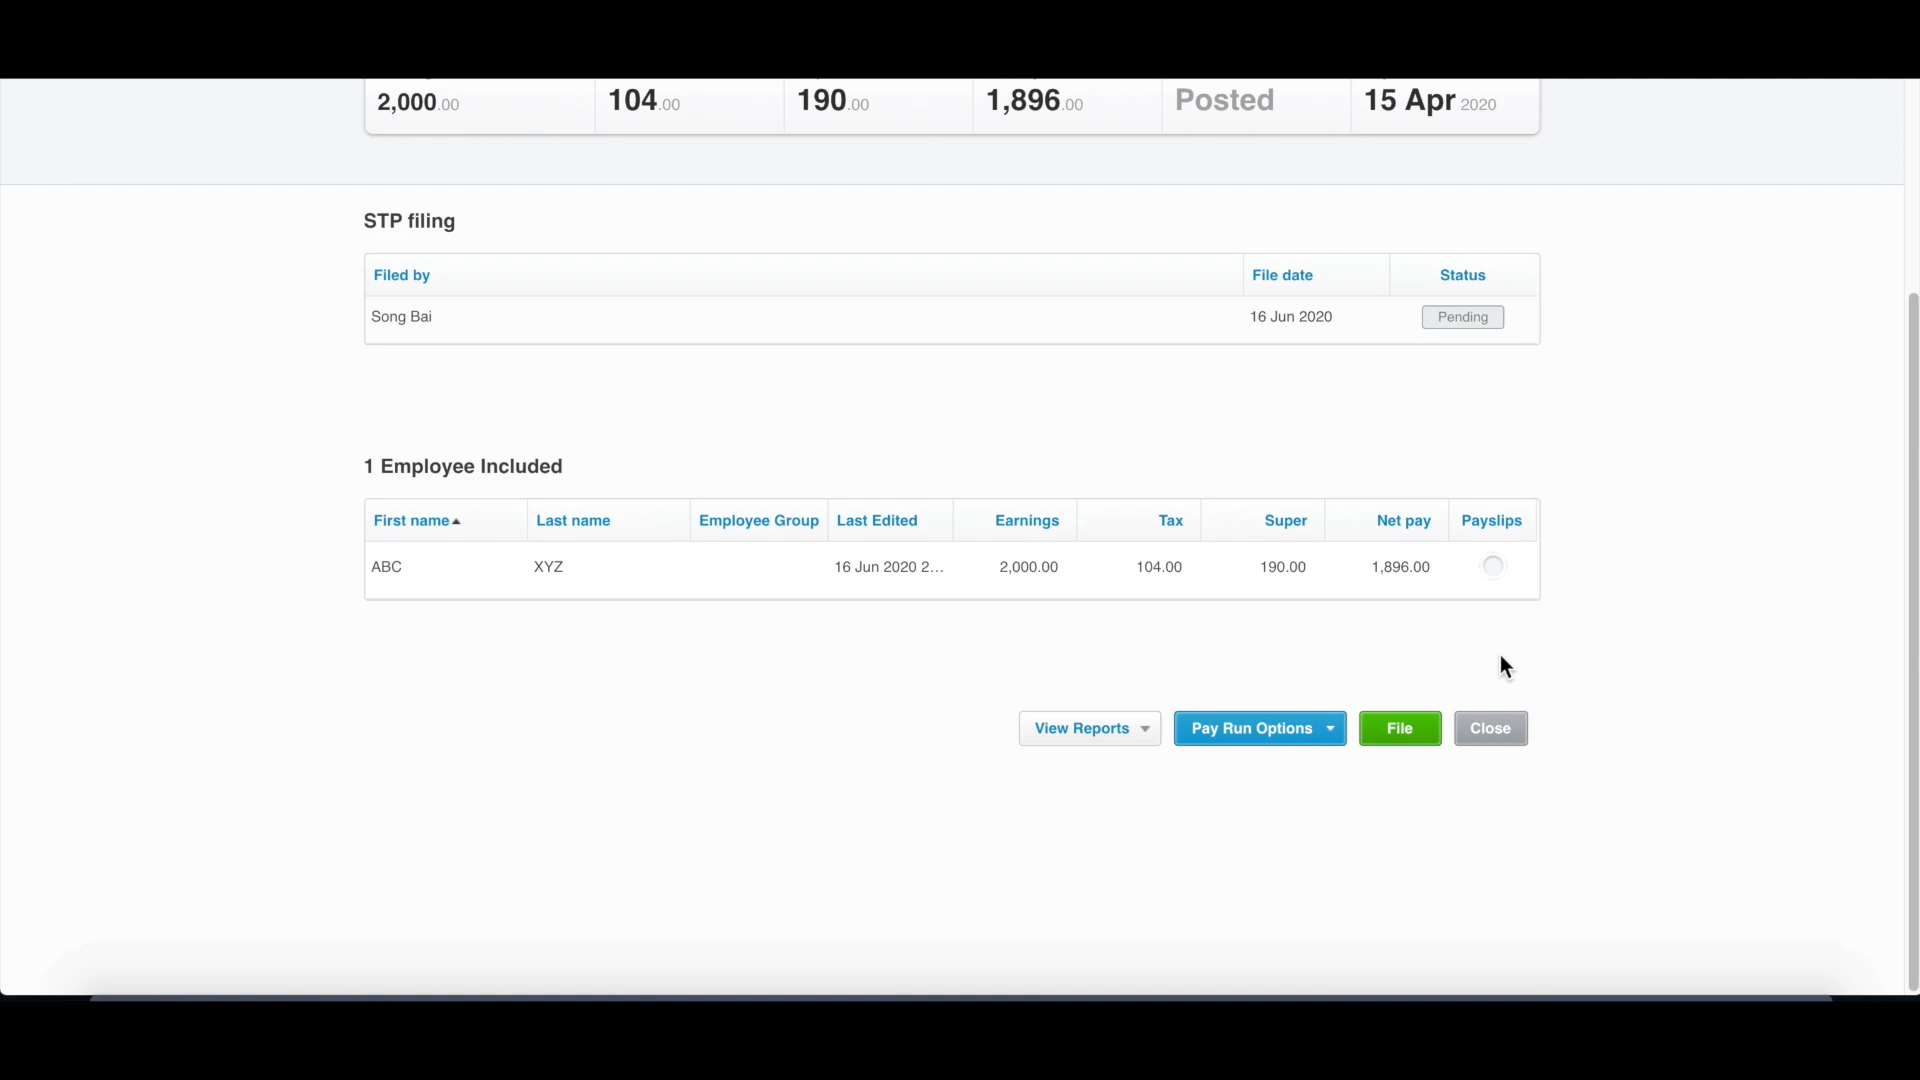 2,000.00 104.00 190.00 1,896.00 Posted 15 Apr 2020
STP filing
Filed by File date Status
Song Bai 16 Jun 2020 Pending
1 Employee Included
First name Last name Employee Group Last Edited Earnings Tax Super Net pay Payslips
ABC XYZ 16 Jun 2020 2... 2,000.00 104.00 190.00 1,896.00
View Reports Pay Run Options File Close